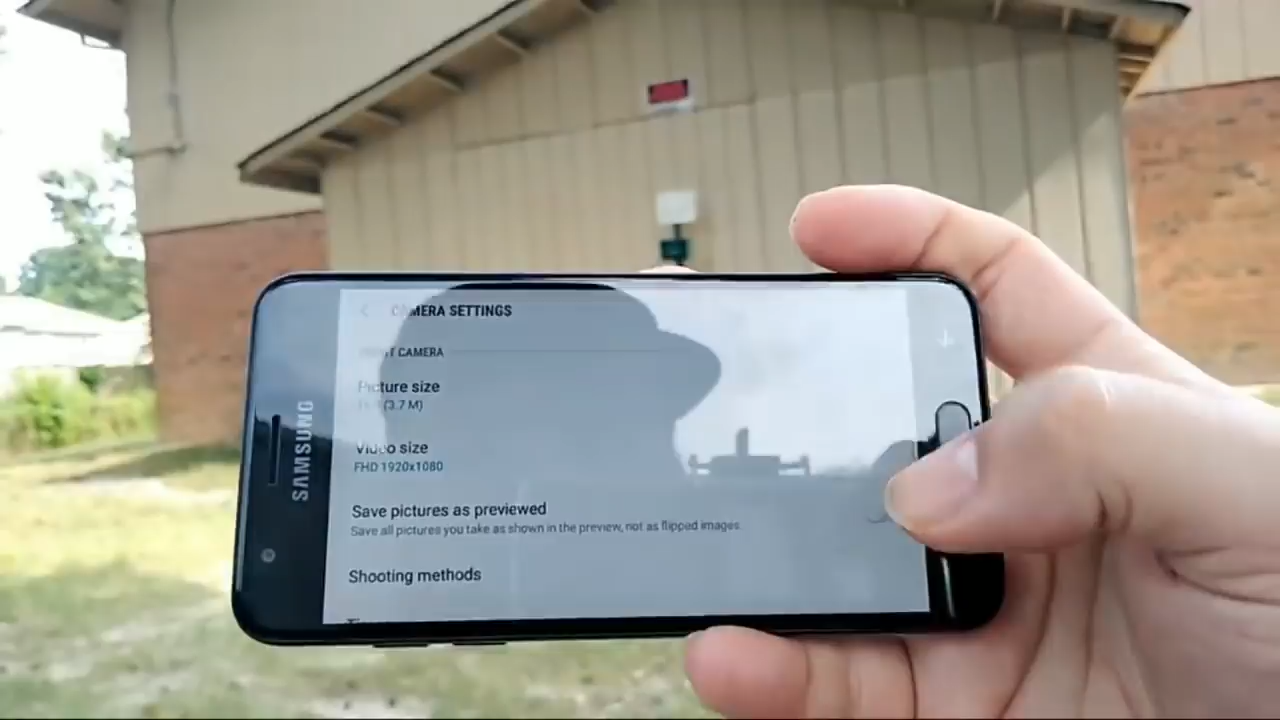 SAMSUNG
CAMERA SETTINGS
CAMERA
Picture size
(3.7 M)
Video size
FHD 1920x1080
Save pictures as previewed
Save all pictures you take as shown in the preview, not as flipped images.
Shooting methods